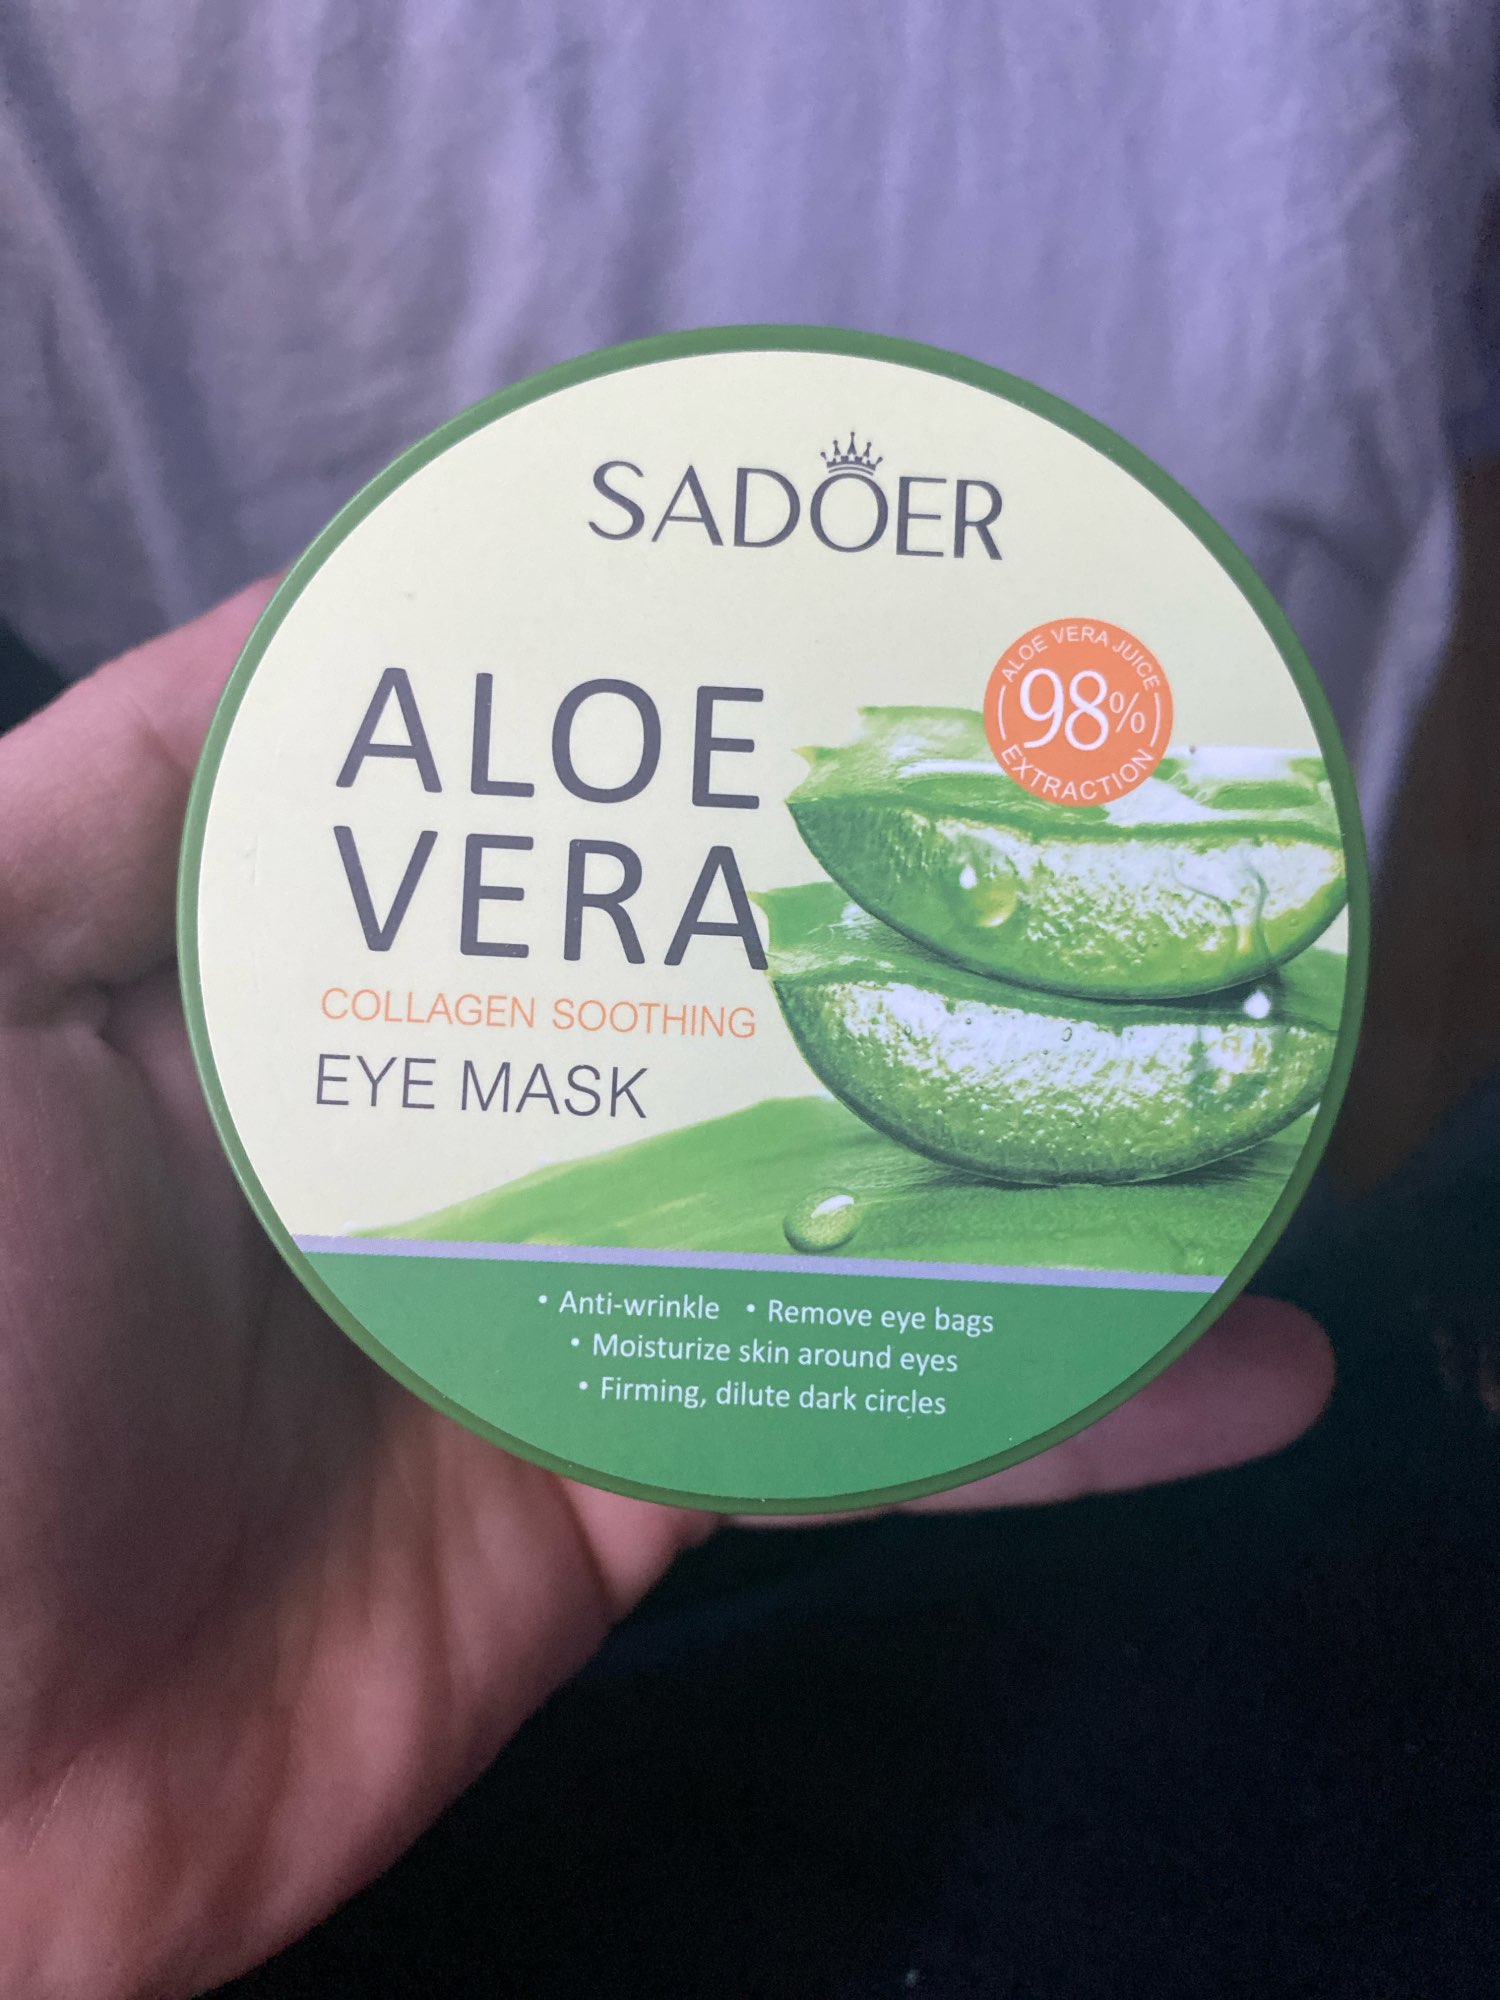 SADOER
ALOE VERA JUICE
98%
EXTRACTION
ALOE
VERA
COLLAGEN SOOTHING
EYE MASK
• Anti-wrinkle • Remove eye bags
• Moisturize skin around eyes
• Firming, dilute dark circles